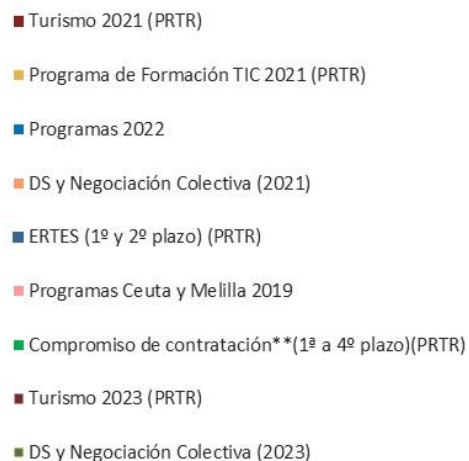 Turismo 2021 (PRTR)
Programa de Formación TIC 2021 (PRTR)
Programas 2022
DS y Negociación Colectiva (2021)
ERTES (1º y 2º plazo) (PRTR)
Programas Ceuta y Melilla 2019
Compromiso de contratación**(1ª a 4º plazo)(PRTR)
Turismo 2023 (PRTR)
DS y Negociación Colectiva (2023)